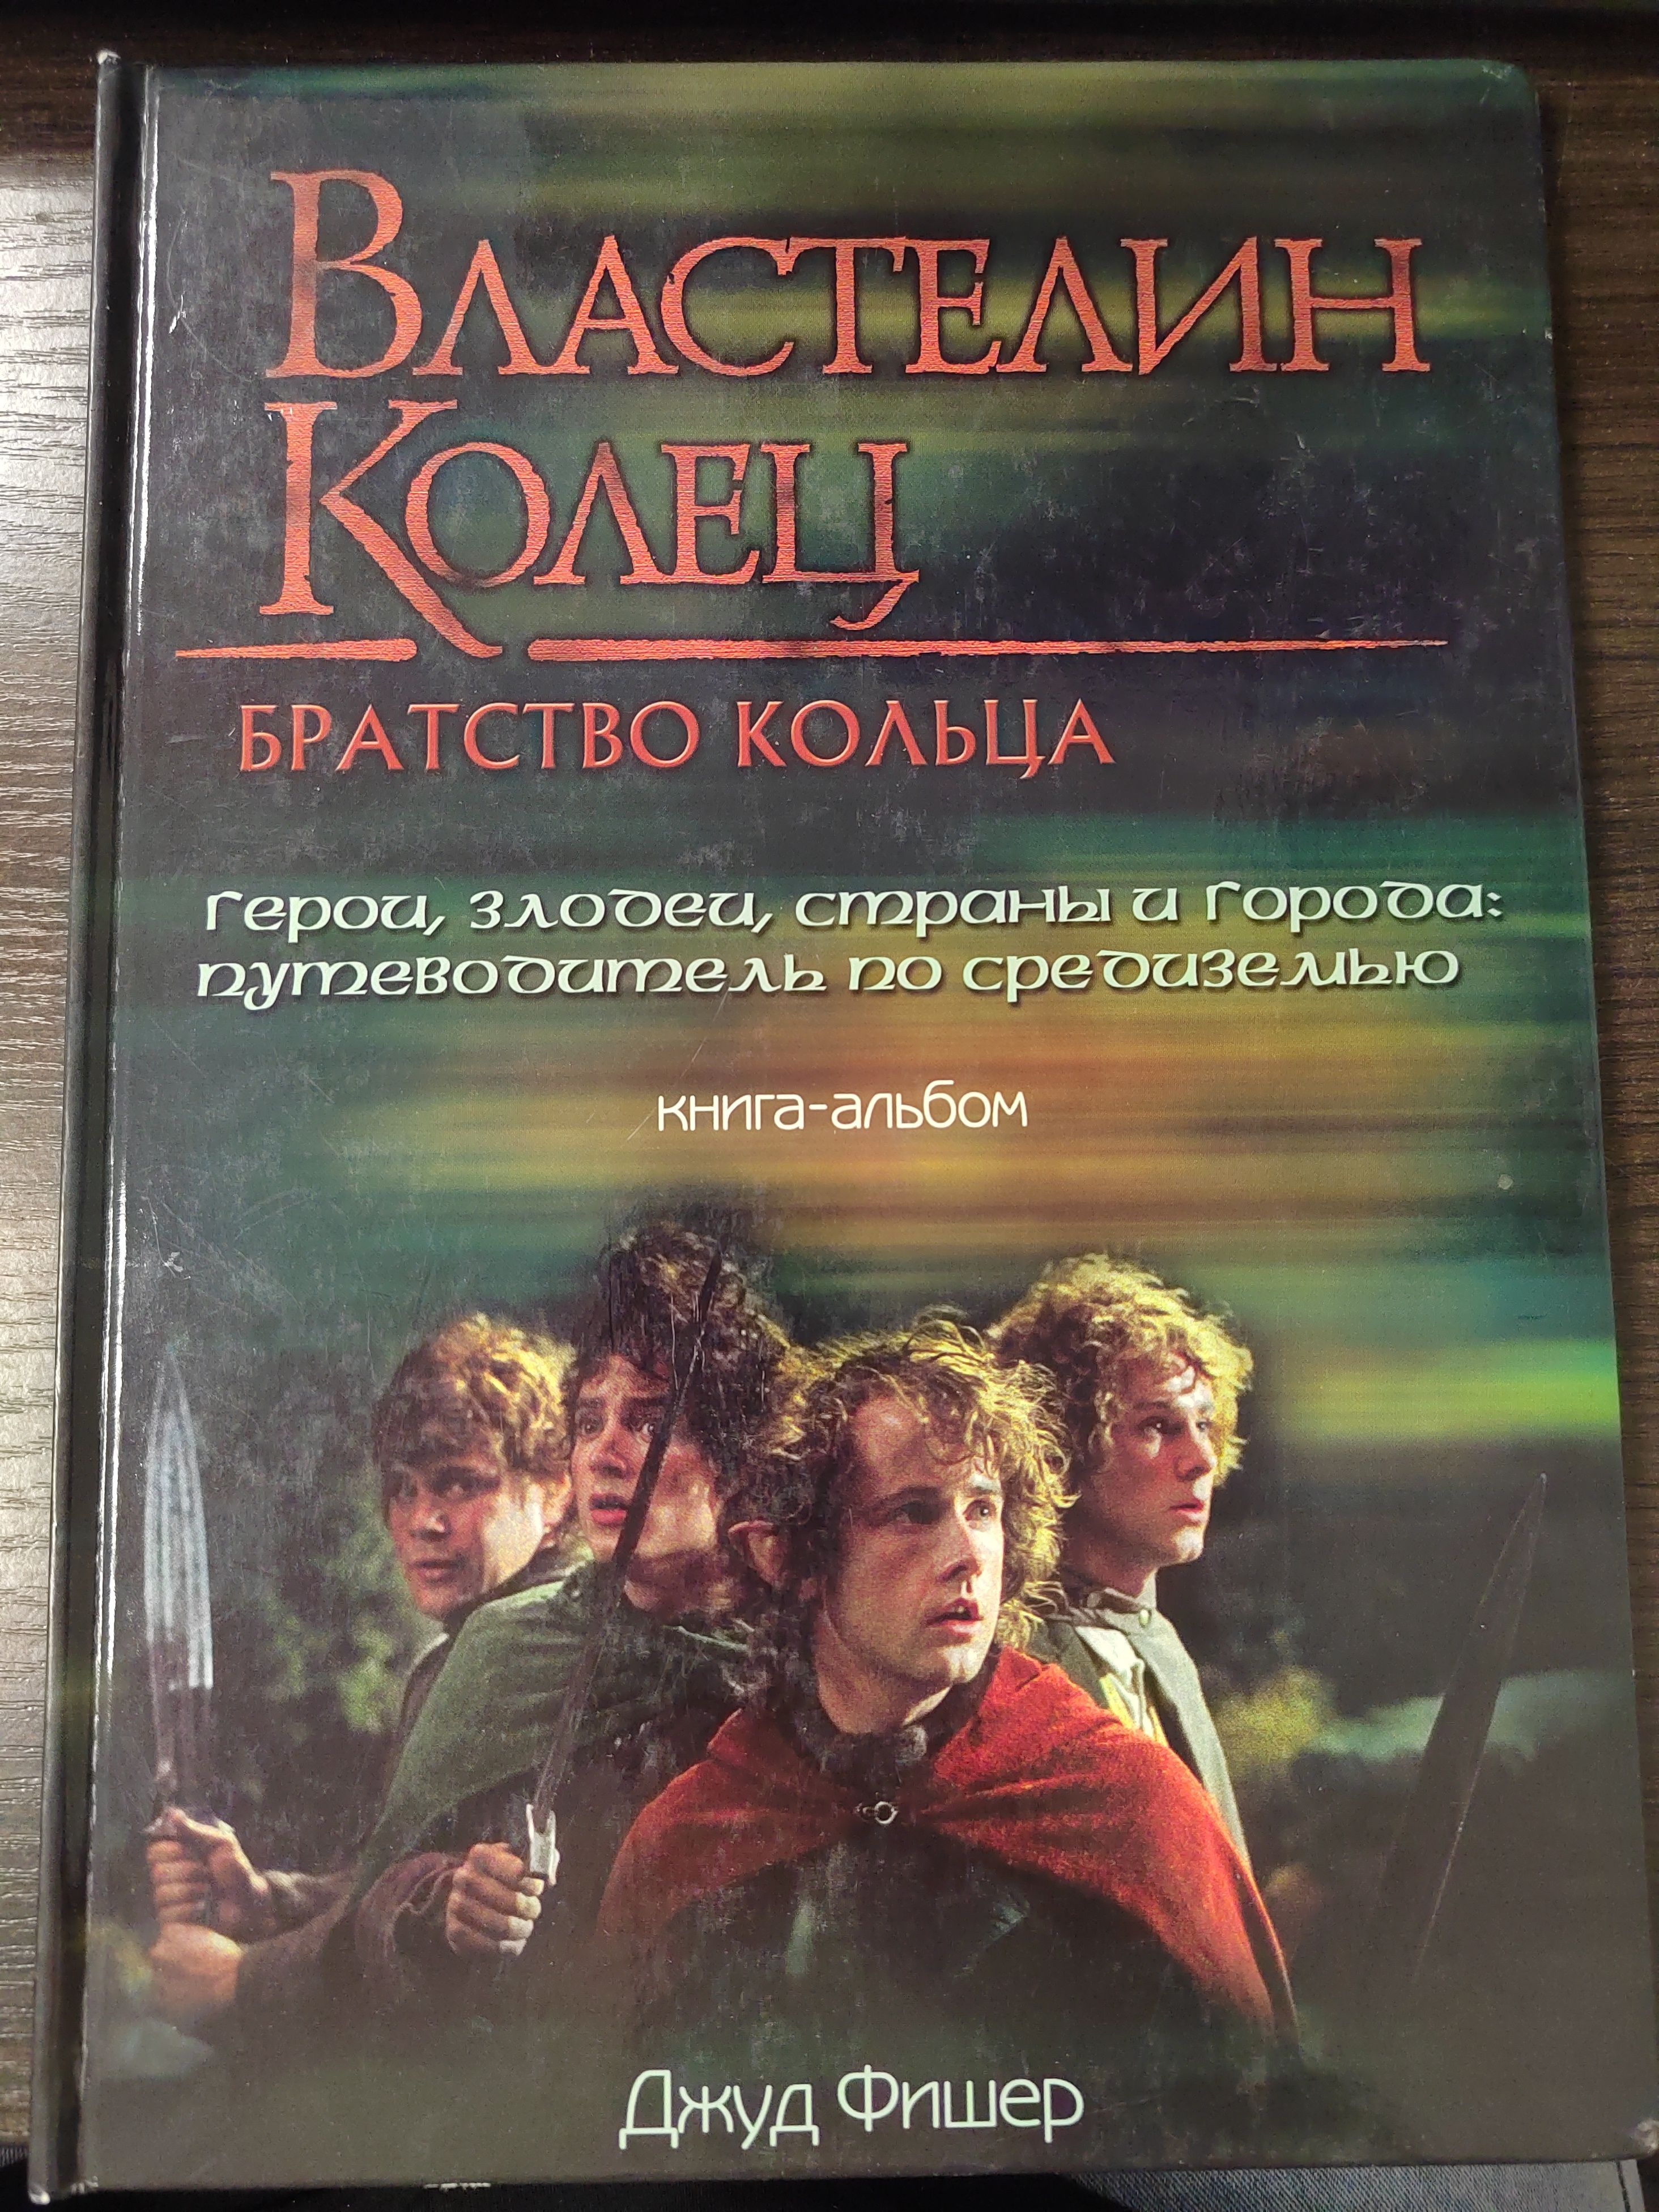 Властелин
Колец
БРАТСТВО КОЛЬЦА
герои, злодеи, страны и города:
путеводитель по средиземью
книга-альбом
Джуд Фишер